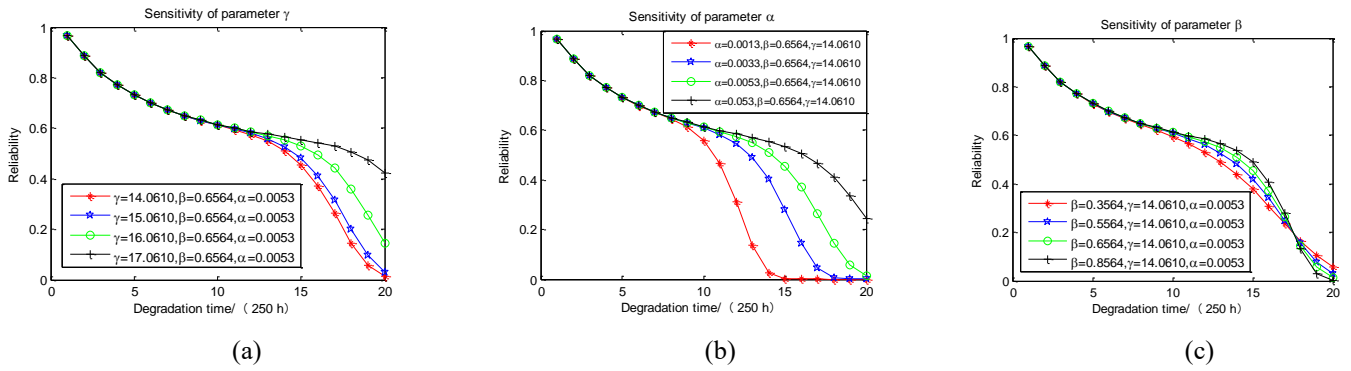 Sensitivity of parameter γ
1
0.8
0.6
0.4
0.2
0
Reliability
γ=14.0610,β=0.6564,α=0.0053
γ=15.0610,β=0.6564,α=0.0053
γ=16.0610,β=0.6564,α=0.0053
γ=17.0610,β=0.6564,α=0.0053
0 5 10 15 20
Degradation time/ （ 250 h）
(a)
Sensitivity of parameter α
1
0.8
0.6
0.4
0.2
0
Reliability
α=0.0013,β=0.6564,γ=14.0610
α=0.0033,β=0.6564,γ=14.0610
α=0.0053,β=0.6564,γ=14.0610
α=0.053,β=0.6564,γ=14.0610
0 5 10 15 20
Degradation time/ （ 250 h）
(b)
Sensitivity of parameter β
1
0.8
0.6
0.4
0.2
0
Reliability
β=0.3564,γ=14.0610,α=0.0053
β=0.5564,γ=14.0610,α=0.0053
β=0.6564,γ=14.0610,α=0.0053
β=0.8564,γ=14.0610,α=0.0053
0 5 10 15 20
Degradation time/ （ 250 h）
(c)